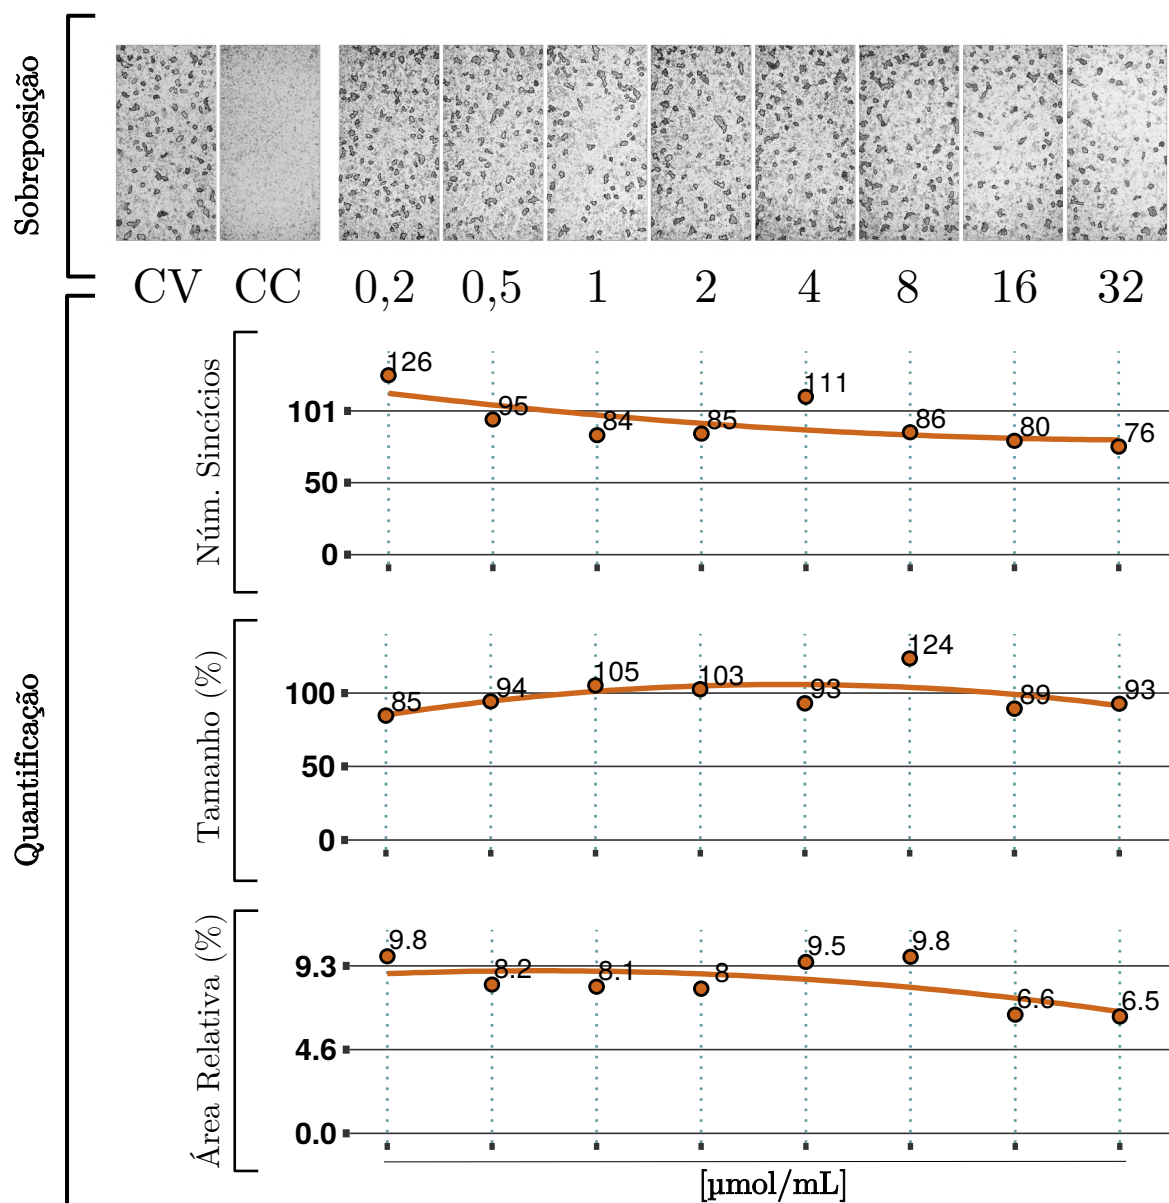 Sobreposição
CV CC 0,2 0,5 1 2 4 8 16 32
Quantificação
Núm. Sincícios
101
50
0
126 95 84 85 111 86 80 76
Tamanho (%)
100
50
0
85 94 105 103 93 124 89 93
Área Relativa (%)
9.3
4.6
0.0
9.8 8.2 8.1 8 9.5 9.8 6.6 6.5
[µmol/mL]